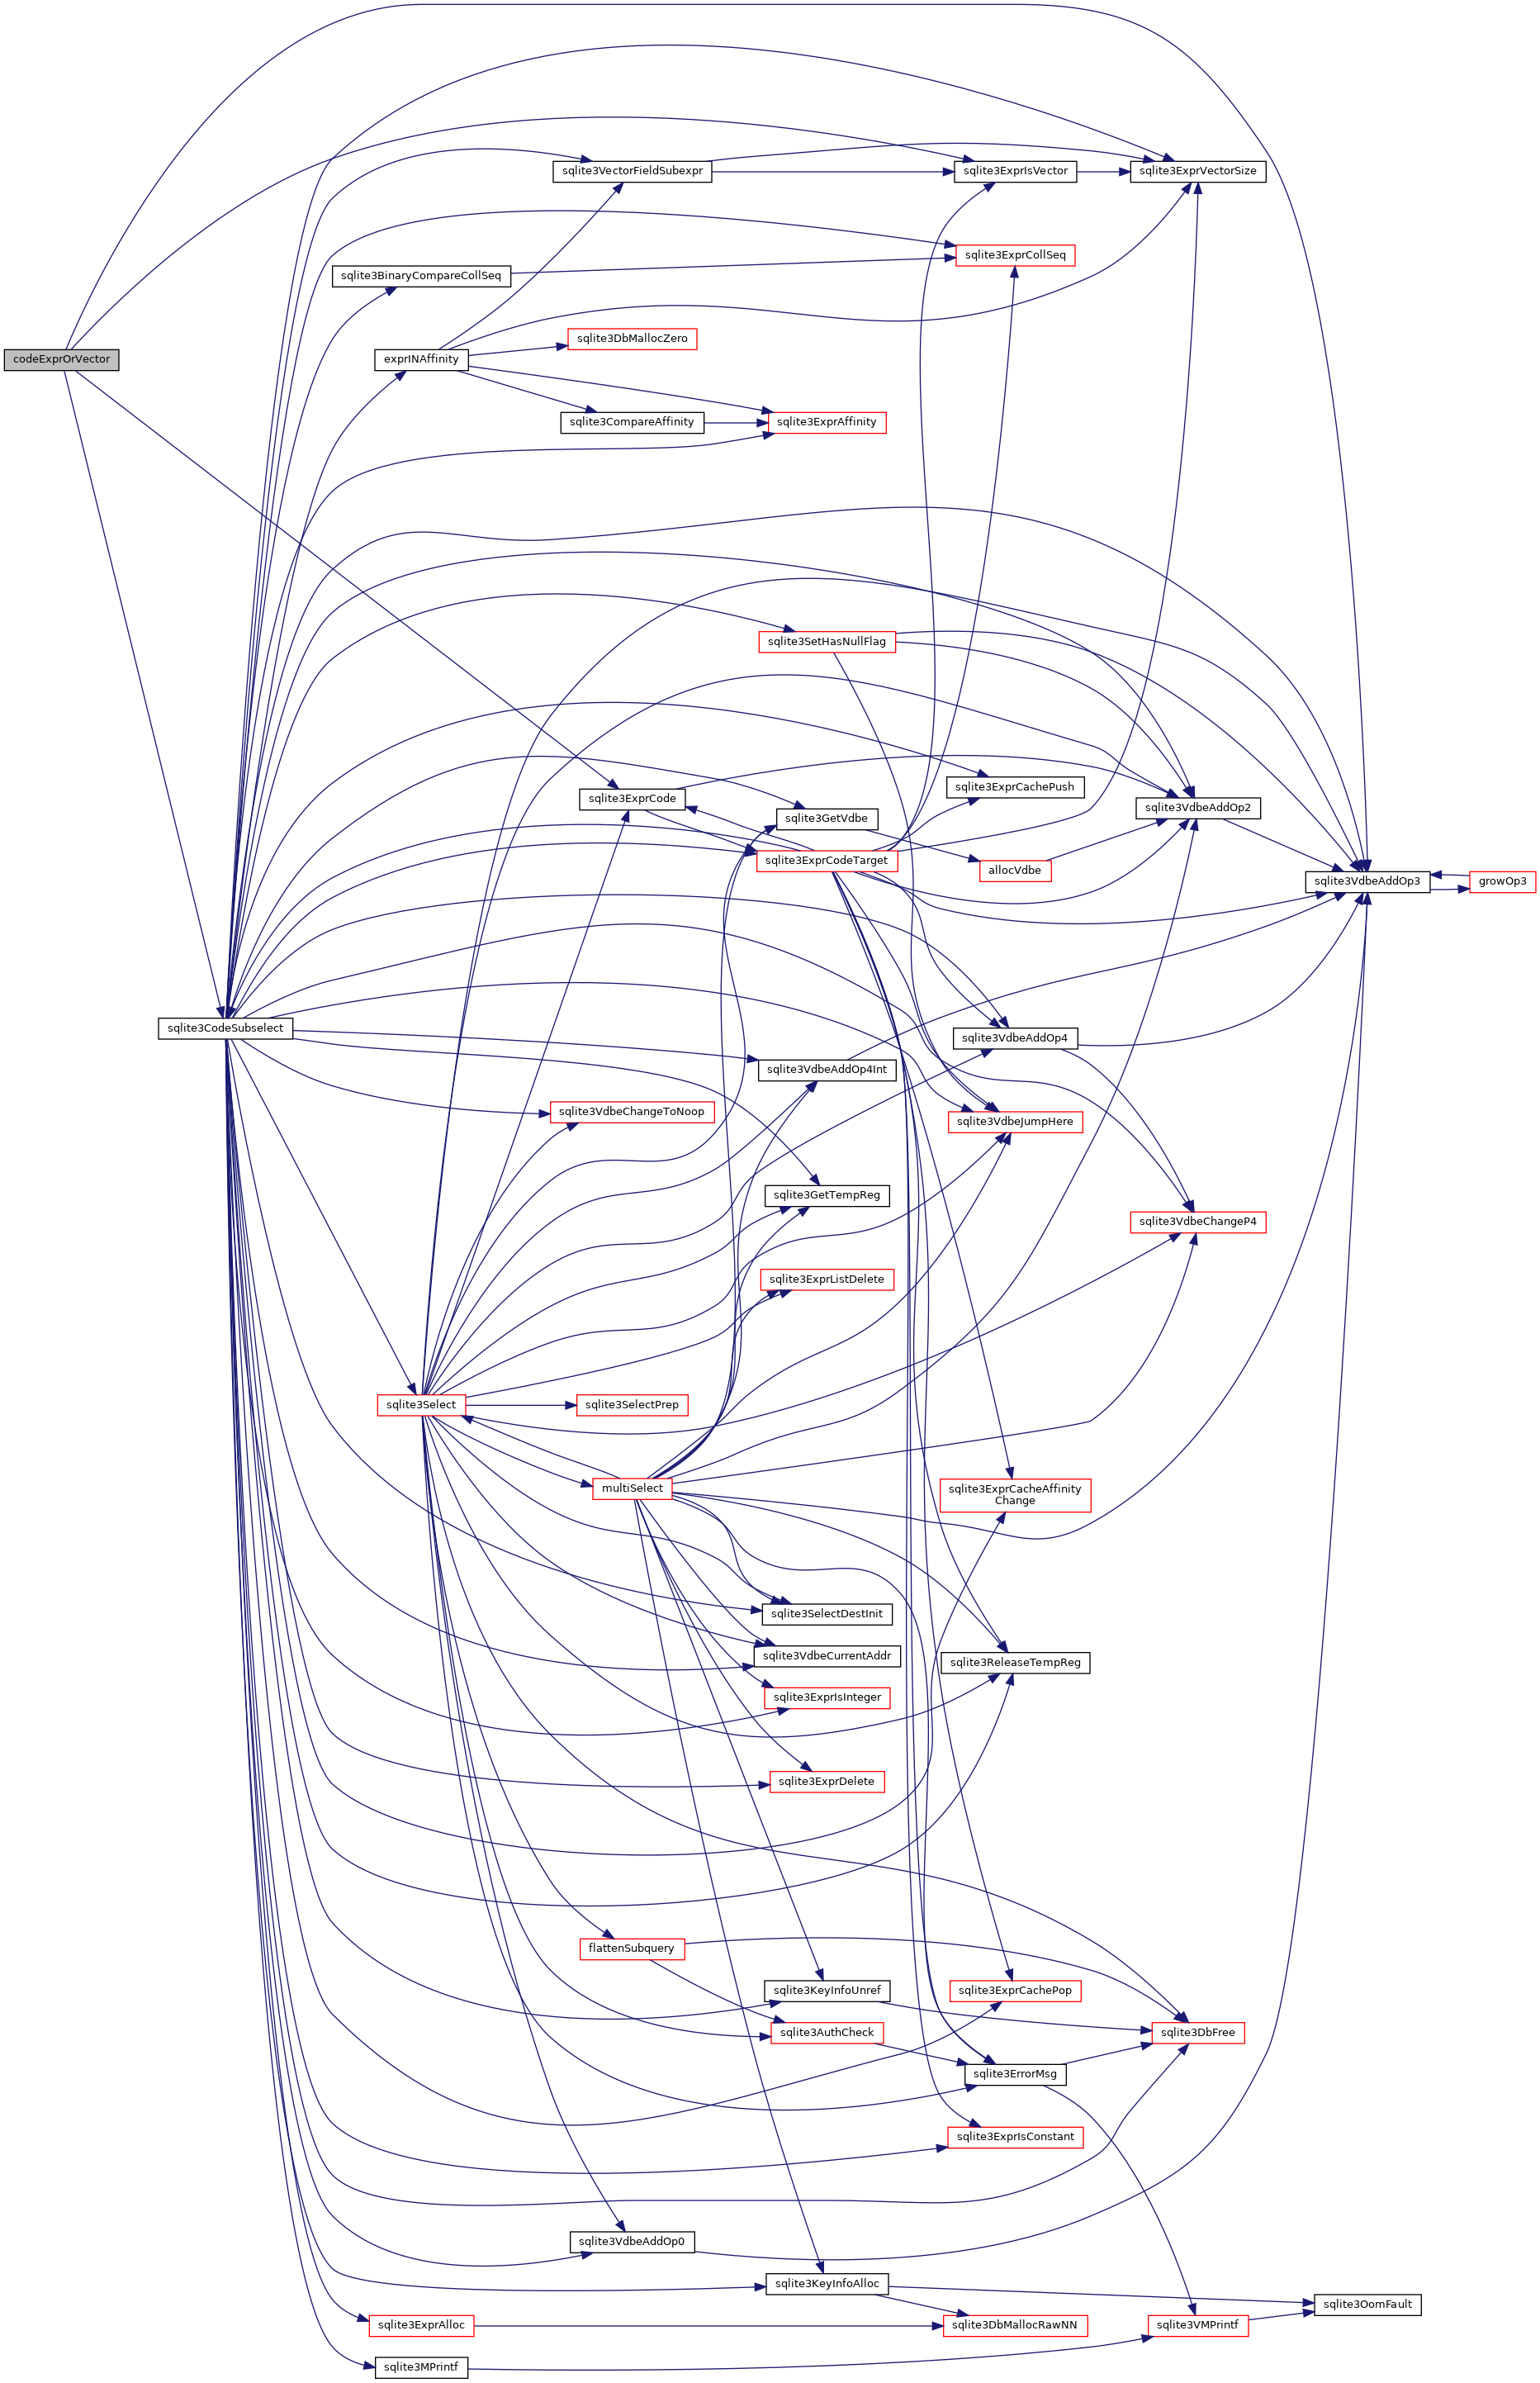 sqlite3VectorFieldSubexpr
sqlite3ExprIsVector
sqlite3ExprVectorSize
sqlite3ExprCollSeq
sqlite3BinaryCompareCollSeq
sqlite3DbMallocZero
codeExprOrVector
exprINAffinity
sqlite3CompareAffinity
sqlite3ExprAffinity
sqlite3SetHasNullFlag
sqlite3ExprCachePush
sqlite3ExprCode
sqlite3VdbeAddOp2
sqlite3GetVdbe
sqlite3ExprCodeTarget
allocVdbe
sqlite3VdbeAddOp3
growOp3
sqlite3CodeSubselect
sqlite3VdbeAddOp4
sqlite3VdbeAddOp4Int
sqlite3VdbeChangeToNoop
sqlite3VdbeJumpHere
sqlite3GetTempReg
sqlite3VdbeChangeP4
sqlite3ExprListDelete
sqlite3Select
sqlite3SelectPrep
multiSelect
sqlite3ExprCacheAffinity
Change
sqlite3SelectDestInit
sqlite3VdbeCurrentAddr
sqlite3ReleaseTempReg
sqlite3ExprIsInteger
sqlite3ExprDelete
flattenSubquery
sqlite3KeyInfoUnref
sqlite3ExprCachePop
sqlite3AuthCheck
sqlite3DbFree
sqlite3ErrorMsg
sqlite3ExprIsConstant
sqlite3VdbeAddOp0
sqlite3KeyInfoAlloc
sqlite3OomFault
sqlite3ExprAlloc
sqlite3DbMallocRawNN
sqlite3VMPrintf
sqlite3MPrintf